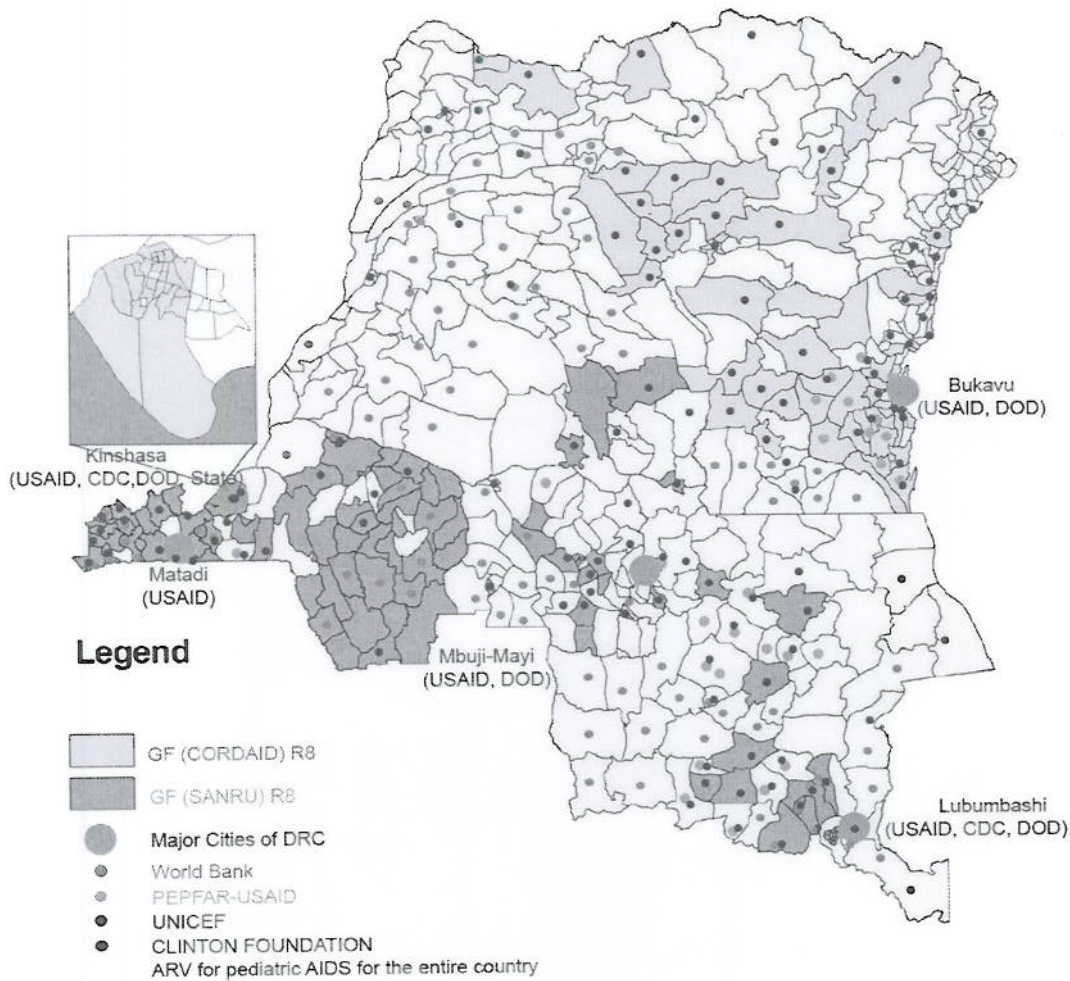 Kinshasa
(USAID, CDC,DOD, State)
Bukavu
(USAID, DOD)
Matadi
(USAID)
Mbuji-Mayi
(USAID, DOD)
Lubumbashi
(USAID, CDC, DOD)
Legend
GF (CORDAID) R8
GF (SANRU) R8
Major Cities of DRC
World Bank
PEPFAR-USAID
UNICEF
CLINTON FOUNDATION
ARV for pediatric AIDS for the entire country